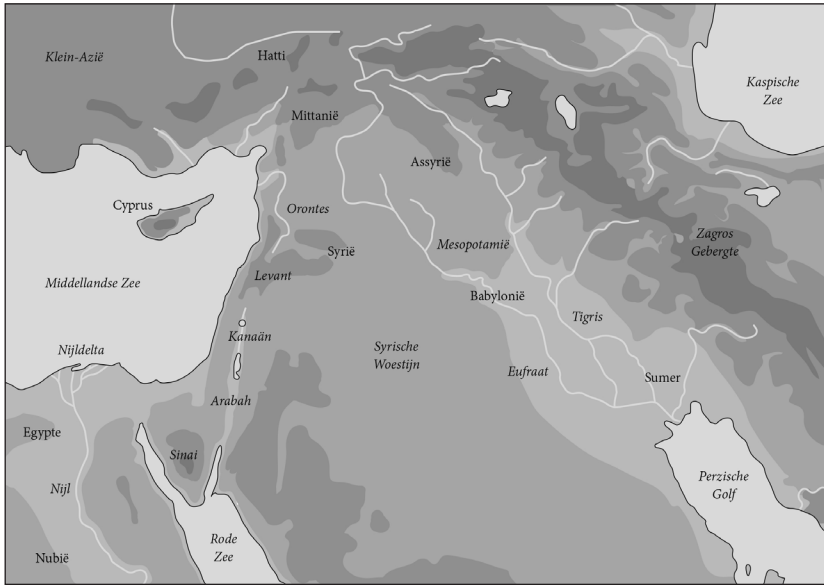 Klein-Azië
Hatti
Kaspische
Zee
Mittanië
Assyrië
Cyprus
Orontes
Zagros
Gebergte
Mesopotamië
Syrië
Levant
Middellandse Zee
Babylonië
Tigris
Kanaän
Nijldelta
Syrische
Woestijn
Eufraat
Sumer
Arabah
Egypte
Sinai
Perzische
Golf
Nijl
Rode
Zee
Nubië